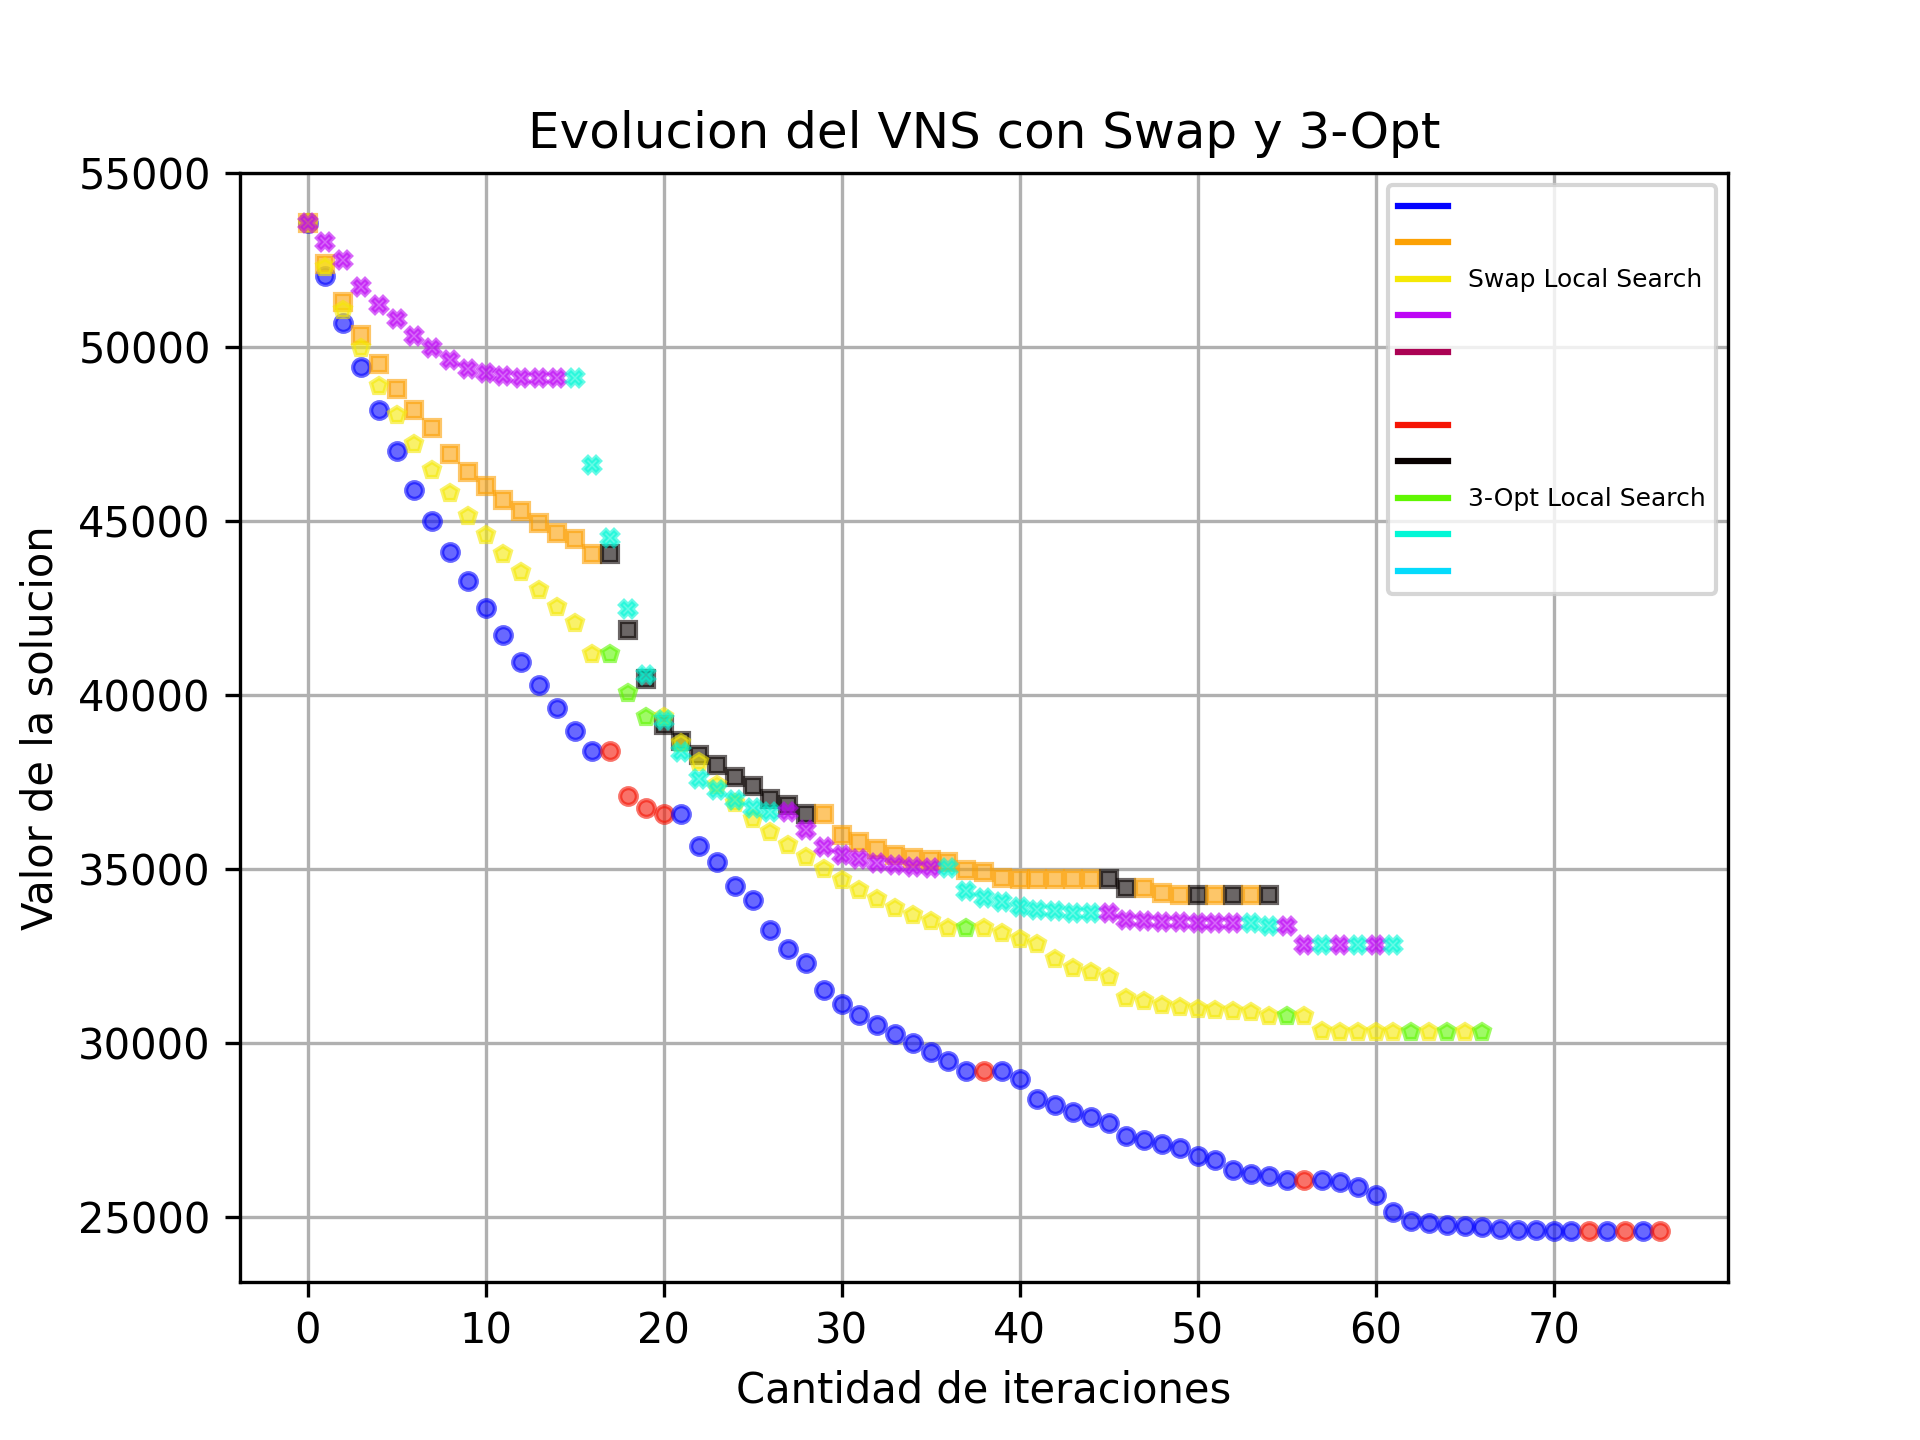 Evolucion del VNS con Swap y 3-Opt
55000
50000
45000
40000
35000
30000
25000
Valor de la solucion
Swap Local Search
3-Opt Local Search
0 10 20 30 40 50 60 70
Cantidad de iteraciones